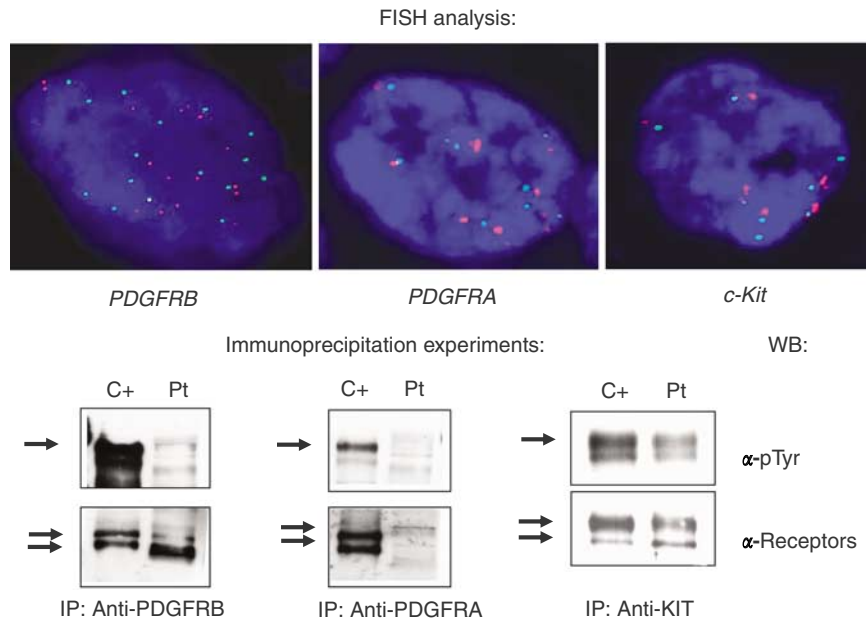 FISH analysis:
PDGFRB PDGFRA c-Kit
Immunoprecipitation experiments: WB:
C+ Pt C+ Pt C+ Pt
α-pTyr
α-Receptors
IP: Anti-PDGFRB IP: Anti-PDGFRA IP: Anti-KIT